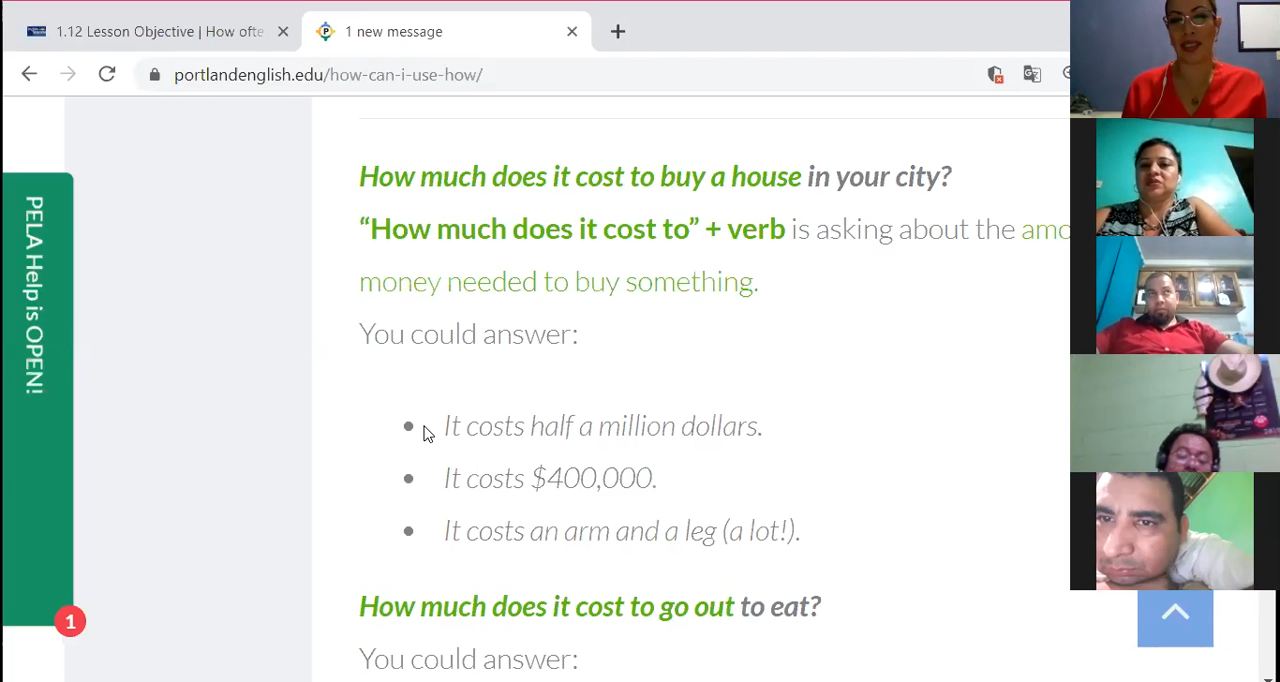 1.12 Lesson Objective | How ofte
1 new message
portlandenglish.edu/how-can-i-use-how/
PELA Help is OPEN!
1
How much does it cost to buy a house in your city?
“How much does it cost to” + verb is asking about the amo
money needed to buy something.
You could answer:
• It costs half a million dollars.
• It costs $400,000.
• It costs an arm and a leg (a lot!).
How much does it cost to go out to eat?
You could answer: